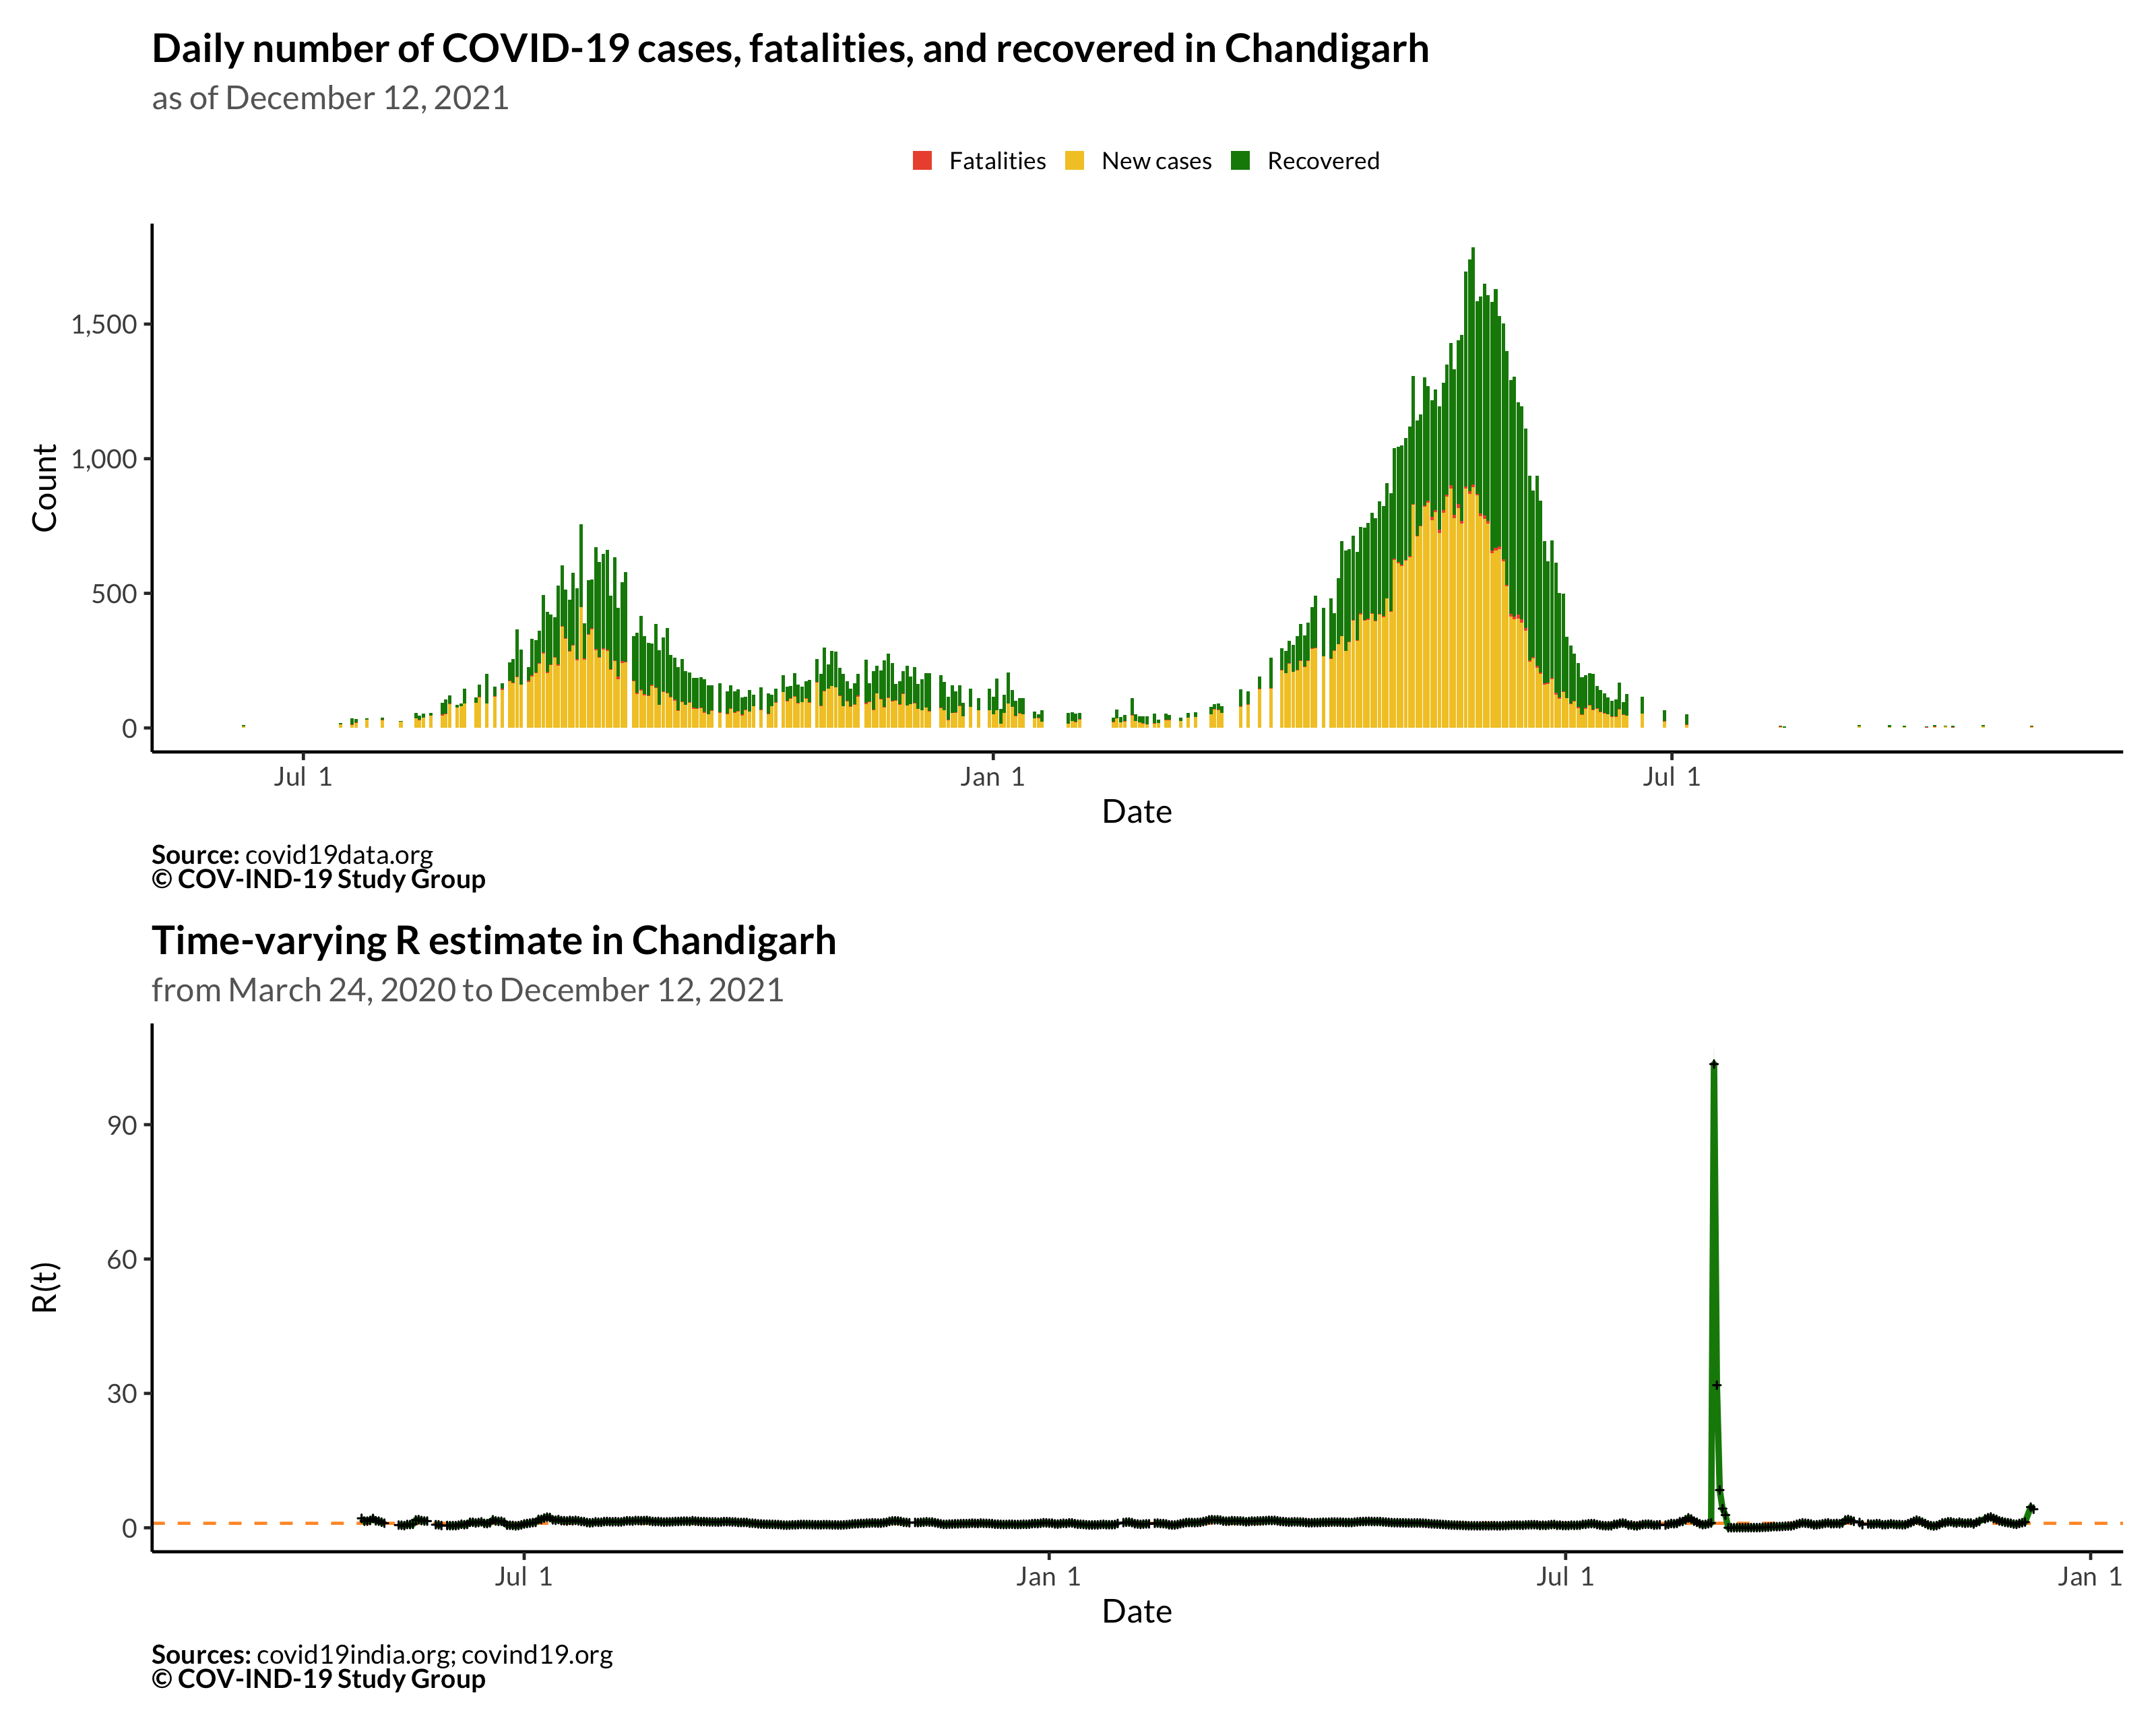 Daily number of COVID-19 cases, fatalities, and recovered in Chandigarh
as of December 12, 2021
Fatalities New cases Recovered
Count
1,500
1,000
500
0
Jul 1 Jan 1 Jul 1
Date
Source: covid19data.org
© COV-IND-19 Study Group
Time-varying R estimate in Chandigarh
from March 24, 2020 to December 12, 2021
R(t)
90
60
30
0
Jul 1 Jan 1 Jul 1 Jan 1
Date
Sources: covid19india.org; covind19.org
© COV-IND-19 Study Group